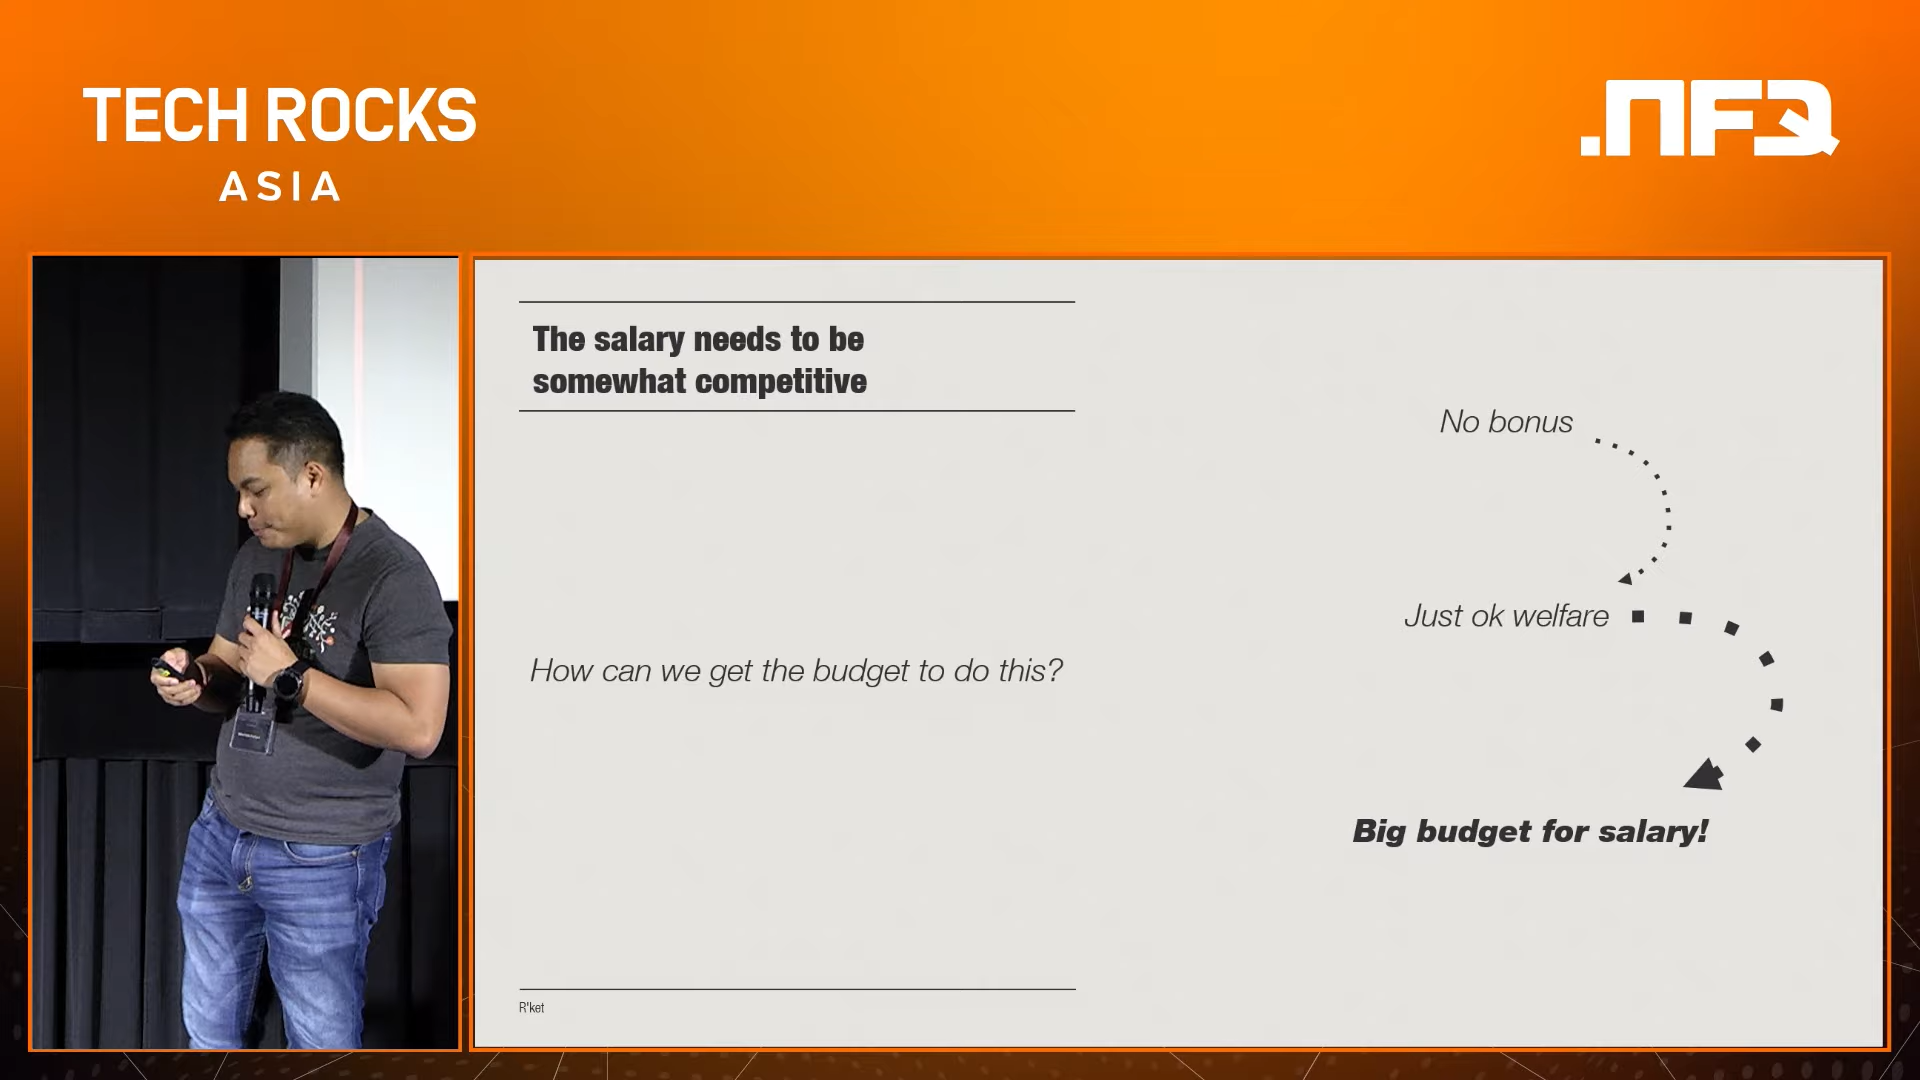 TECH ROCKS
ASIA
.NFQ
The salary needs to be
somewhat competitive
How can we get the budget to do this?
No bonus
Just ok welfare
Big budget for salary!
R'ket